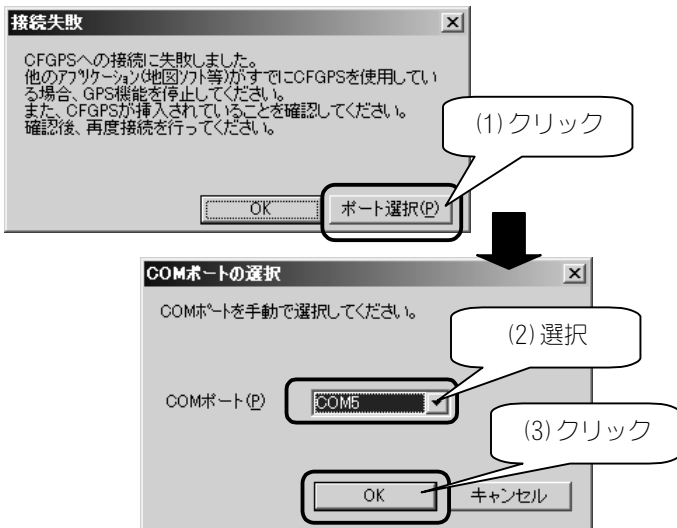 接続失敗
CFGPSへの接続に失敗しました。
他のｱﾌﾟﾘｹｰｼｮﾝ(地図ｿﾌﾄ等)がすでにCFGPSを使用してい
る場合、GPS機能を停止してください。
また、CFGPSが挿入されていることを確認してください。
確認後、再度接続を行ってください。
(1)クリック
OK
ポート選択(P)
COMポートの選択
COMﾎﾟｰﾄを手動で選択してください。
(2)選択
COMポート(P)
COM5
(3)クリック
OK
キャンセル